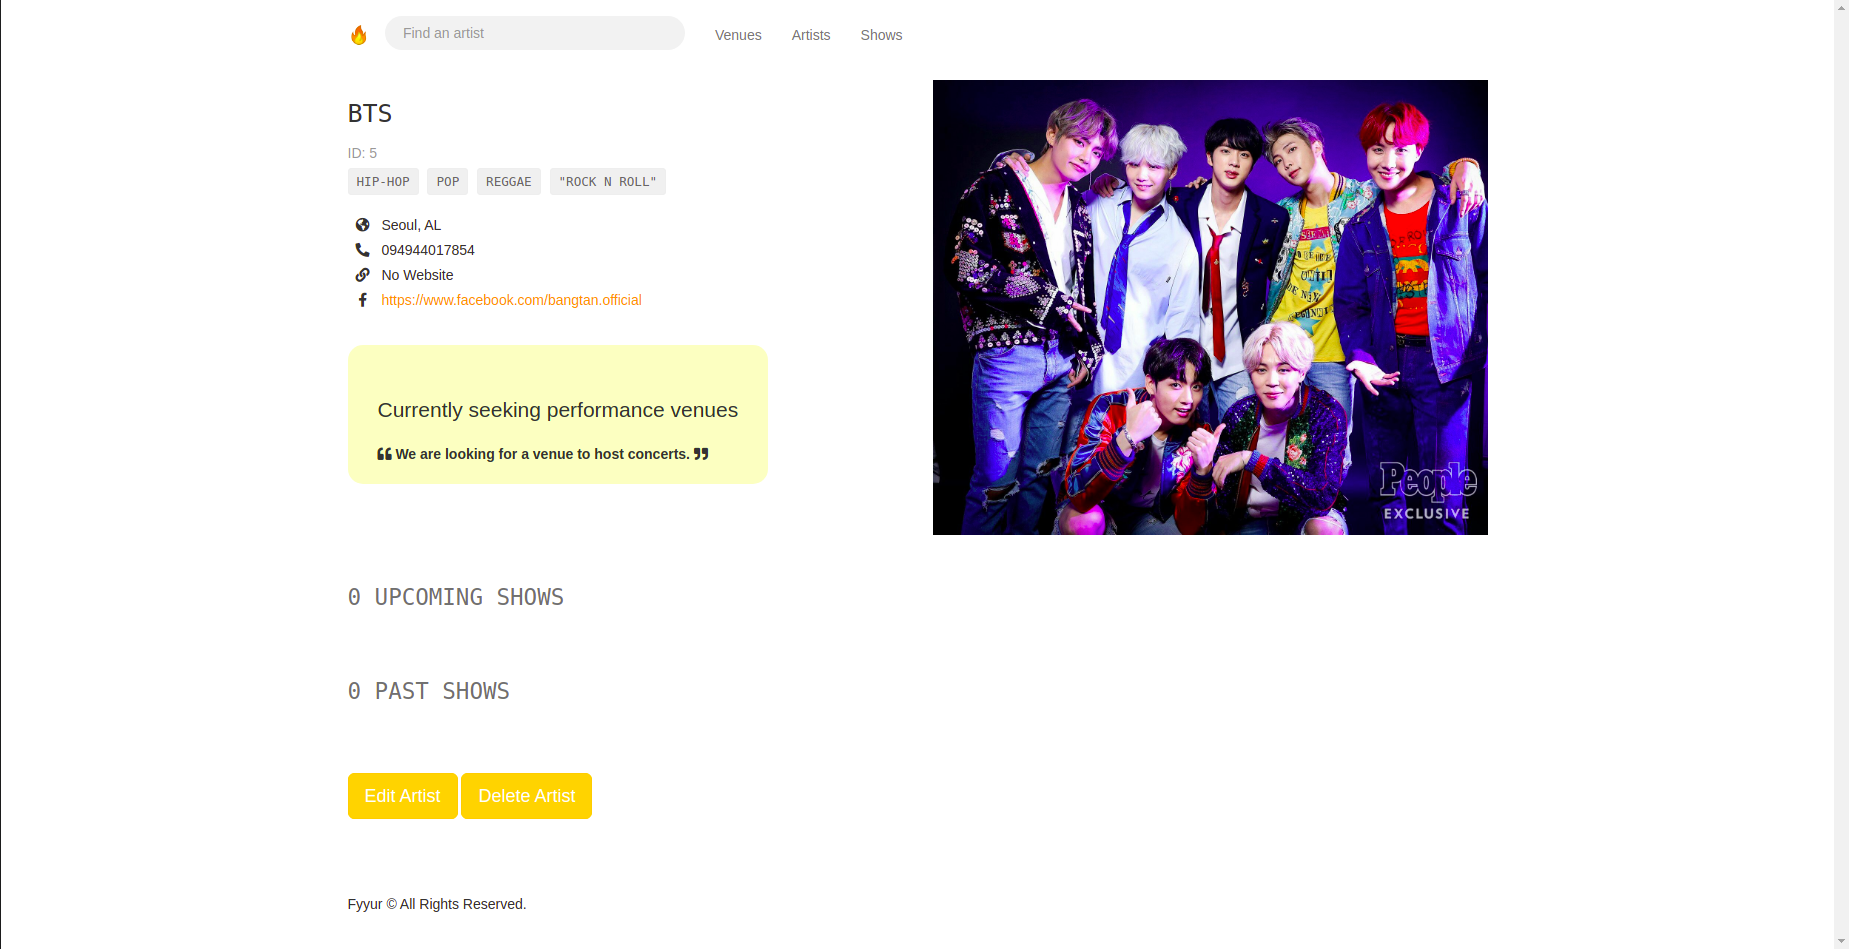 Find an artist
Venues Artists Shows
BTS
ID: 5
HIP-HOP POP REGGAE "ROCK N ROLL"
Seoul, AL
094944017854
No Website
https://www.facebook.com/bangtan.official
Currently seeking performance venues
We are looking for a venue to host concerts.
People
EXCLUSIVE
0 UPCOMING SHOWS
0 PAST SHOWS
Edit Artist Delete Artist
Fyyur © All Rights Reserved.